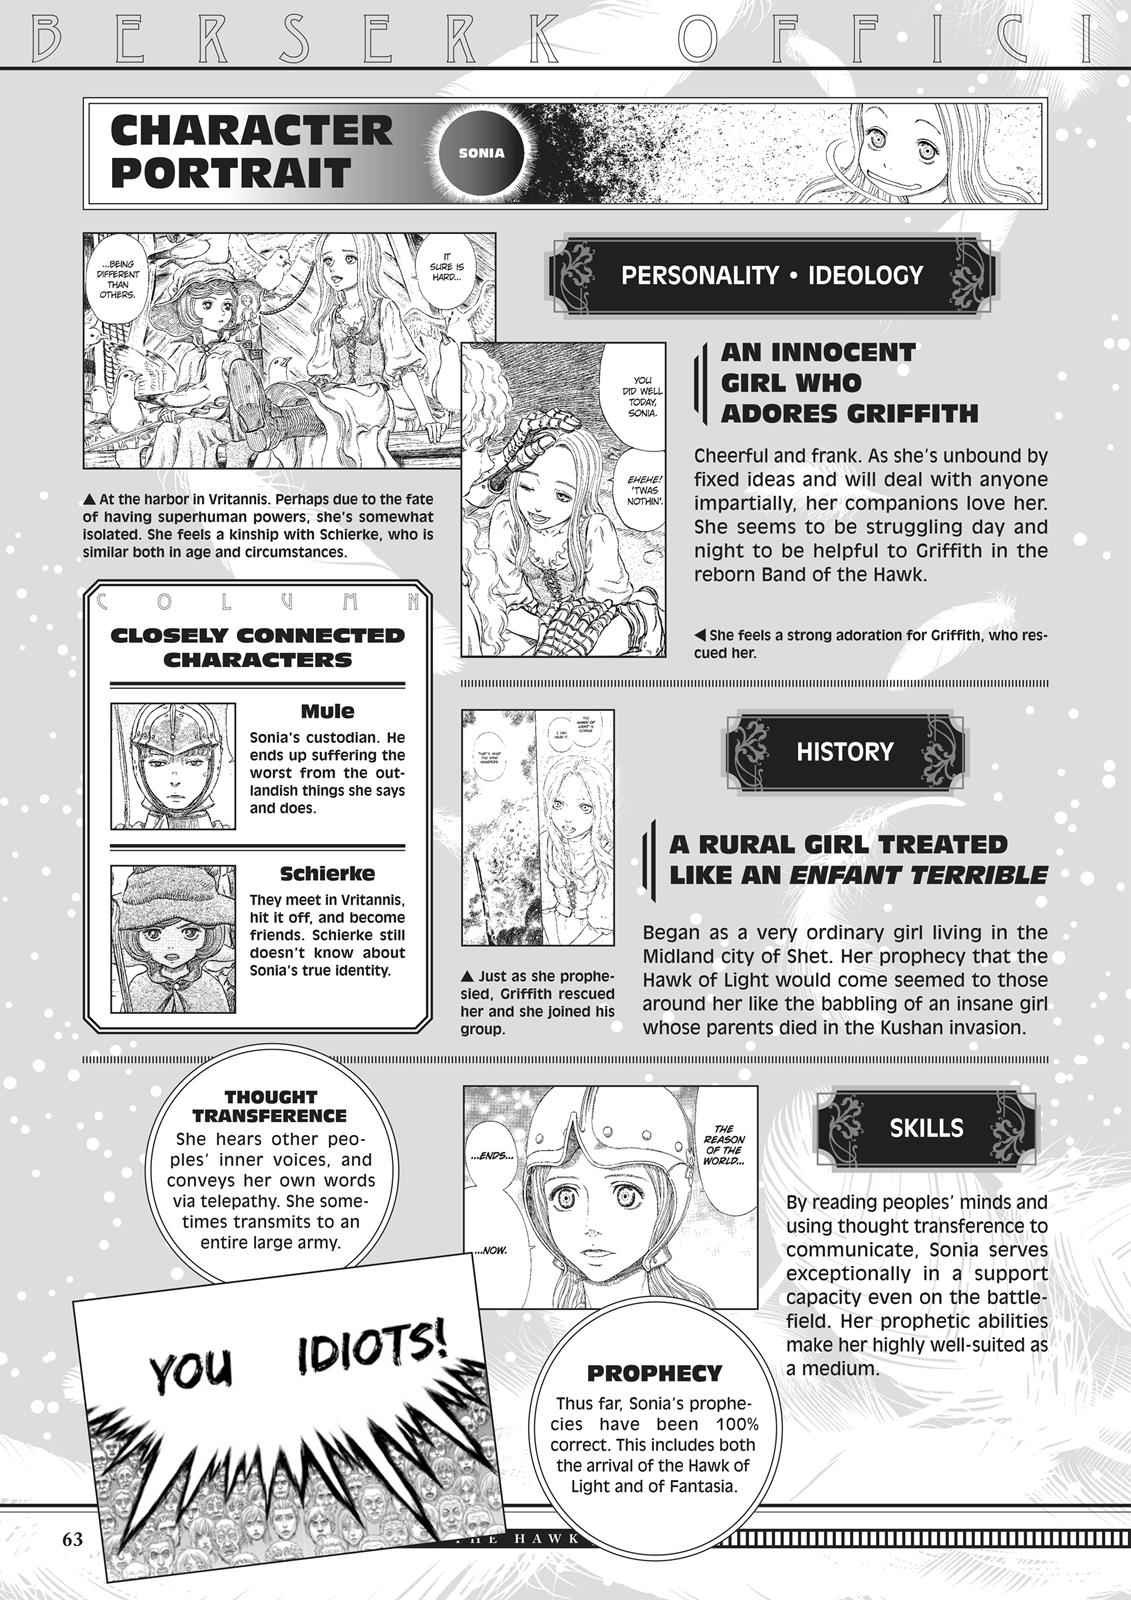 BERSERK OFFICI
CHARACTER
PORTRAIT
SONIA
...BEING
DIFFERENT
THAN
OTHERS.
IT
SURE IS
HARD...
▲ At the harbor in Vritannis. Perhaps due to the fate
of having superhuman powers, she's somewhat
isolated. She feels a kinship with Schierke, who is
similar both in age and circumstances.
PERSONALITY • IDEOLOGY
YOU
DID WELL
TODAY,
SONIA.
EHEHE!
'TWAS
NOTHIN'.
AN INNOCENT
GIRL WHO
ADORES GRIFFITH
Cheerful and frank. As she's unbound by
fixed ideas and will deal with anyone
impartially, her companions love her.
She seems to be struggling day and
night to be helpful to Griffith in the
reborn Band of the Hawk.
◀ She feels a strong adoration for Griffith, who res-
cued her.
COLUMN
CLOSELY CONNECTED
CHARACTERS
Mule
Sonia's custodian. He
ends up suffering the
worst from the out-
landish things she says
and does.
Schierke
They meet in Vritannis,
hit it off, and become
friends. Schierke still
doesn't know about
Sonia's true identity.
▲ Just as she prophe-
sied, Griffith rescued
her and she joined his
group.
HISTORY
A RURAL GIRL TREATED
LIKE AN ENFANT TERRIBLE
Began as a very ordinary girl living in the
Midland city of Shet. Her prophecy that the
Hawk of Light would come seemed to those
around her like the babbling of an insane girl
whose parents died in the Kushan invasion.
THOUGHT
TRANSFERENCE
She hears other peo-
ples' inner voices, and
conveys her own words
via telepathy. She some-
times transmits to an
entire large army.
THE
REASON
OF THE
WORLD...
...ENDS...
...NOW.
SKILLS
By reading peoples' minds and
using thought transference to
communicate, Sonia serves
exceptionally in a support
capacity even on the battle-
field. Her prophetic abilities
make her highly well-suited as
a medium.
YOU IDIOTS!
PROPHECY
Thus far, Sonia's prophe-
cies have been 100%
correct. This includes both
the arrival of the Hawk of
Light and of Fantasia.
63
THE HAWK